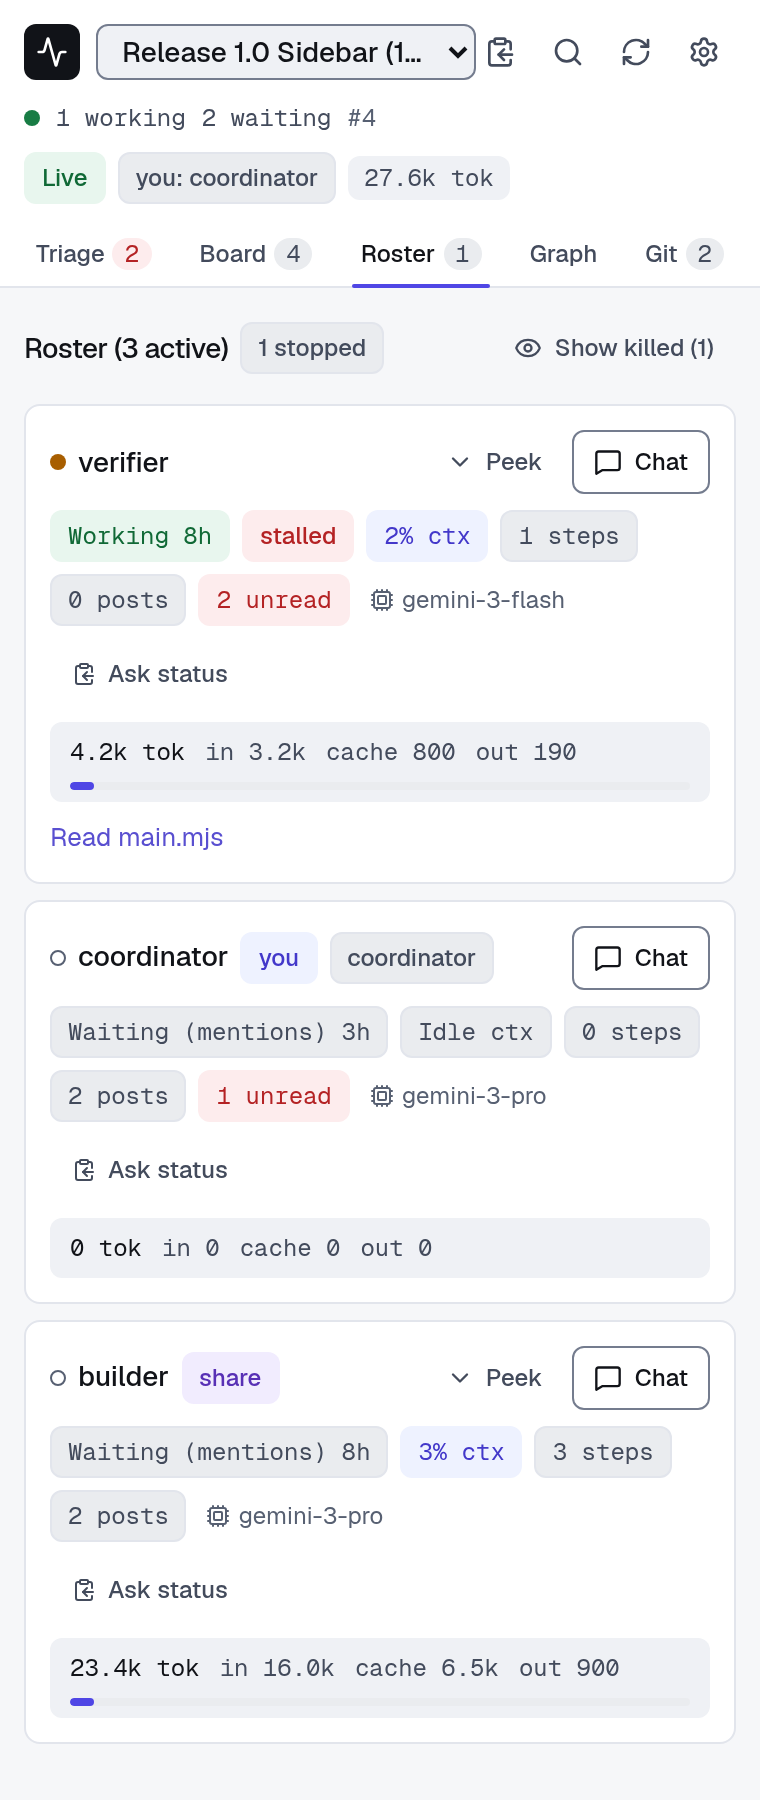 Release 1.0 Sidebar (1...
1 working 2 waiting #4
Live you: coordinator 27.6k tok
Triage 2 Board 4 Roster 1 Graph Git 2
Roster (3 active) 1 stopped Show killed (1)
verifier Peek Chat
Working 8h stalled 2% ctx 1 steps
0 posts 2 unread gemini-3-flash
Ask status
4.2k tok in 3.2k cache 800 out 190
Read main.mjs
coordinator you coordinator Chat
Waiting (mentions) 3h Idle ctx 0 steps
2 posts 1 unread gemini-3-pro
Ask status
0 tok in 0 cache 0 out 0
builder share Peek Chat
Waiting (mentions) 8h 3% ctx 3 steps
2 posts gemini-3-pro
Ask status
23.4k tok in 16.0k cache 6.5k out 900